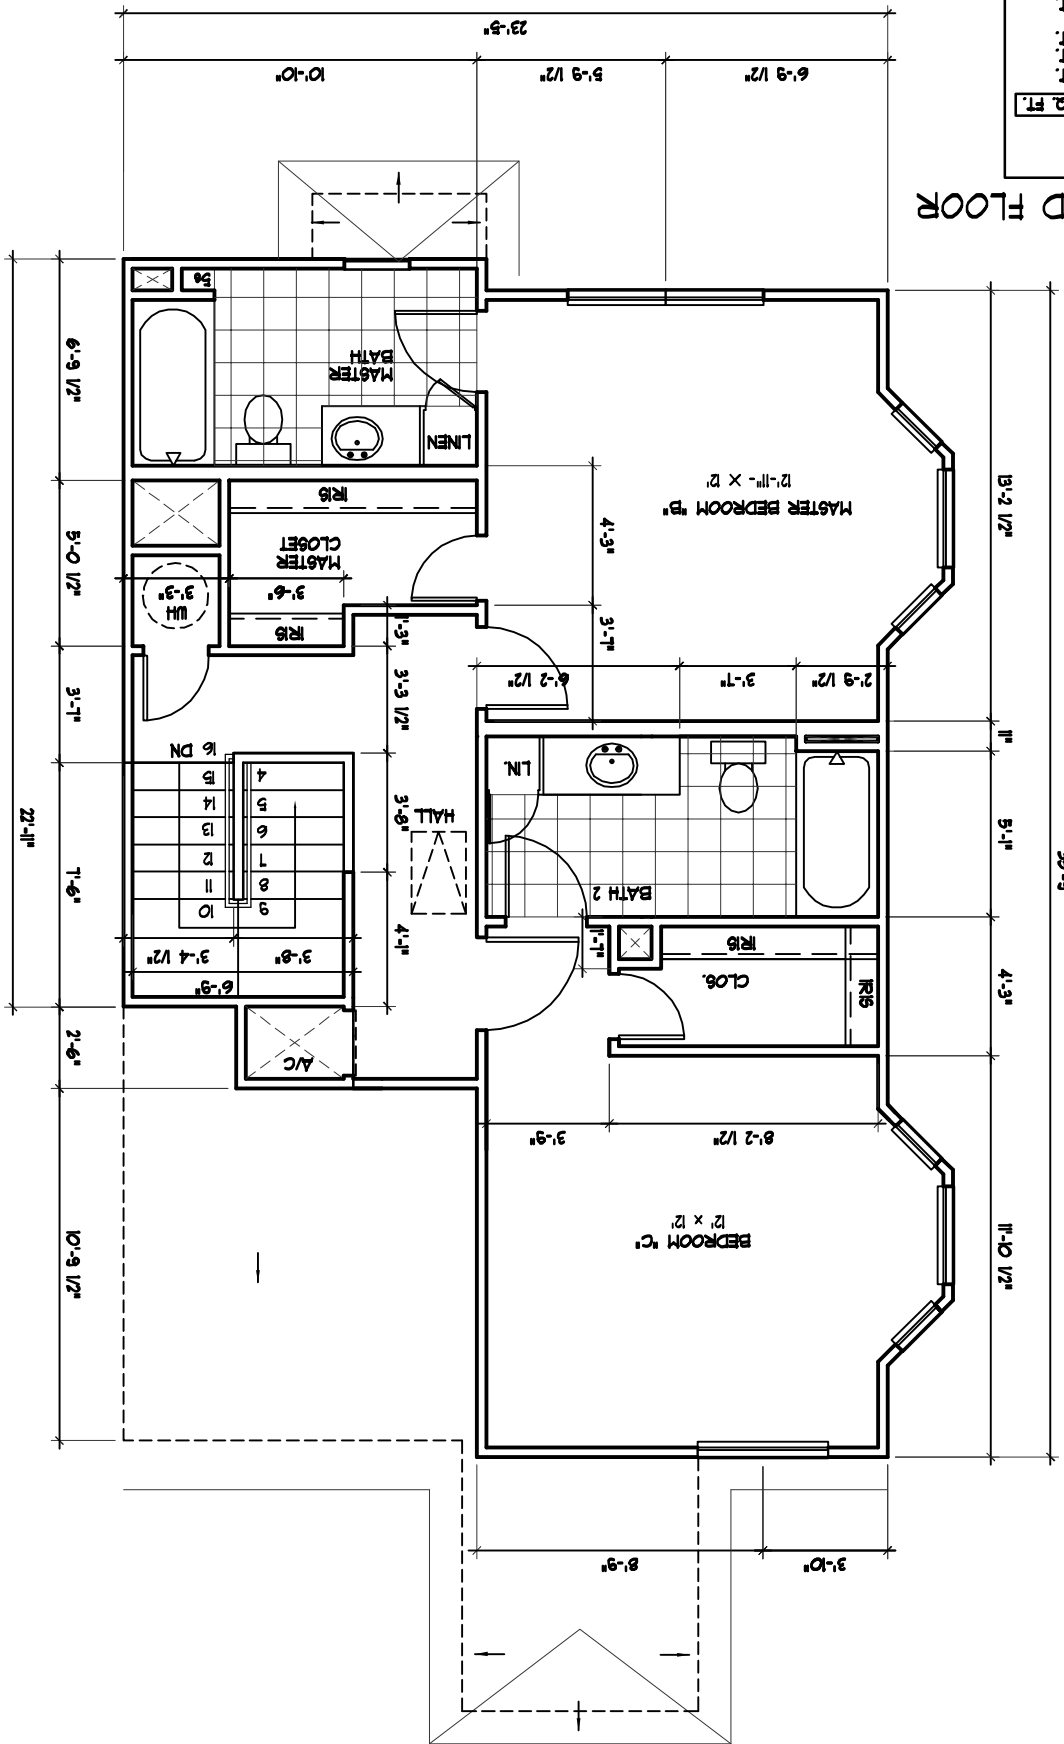 3'-10"
8'-9"
11'-10 1/2"
BEDROOM "C"
12' X 12'
10'-9 1/2"
8'-2 1/2"
3'-9"
A/C
2'-6"
4'-3"
TRIS
CLOS.
TRIS
1'-7"
4'-1"
6'-9"
3'-8"
3'-4 1/2"
BATH 2
9
10
8
11
7
12
6
13
5
14
4
15
16 DN
5'-1"
HALL
3'-8"
7'-6"
22'-11"
LIN.
11"
2'-9 1/2"
3'-7"
6'-2 1/2"
3'-3 1/2"
3'-7"
3'-7"
1'-3"
TRIS
WH
3'-6"
3'-3"
5'-0 1/2"
MASTER
CLOSET
4'-3"
13'-2 1/2"
MASTER BEDROOM "B"
12'-11"- X 12'
TRIS
LINEN
MASTER
BATH
6'-9 1/2"
D FLOOR
Q. FT.
6'-9 1/2"
5'-9 1/2"
10'-10"
23'-5"